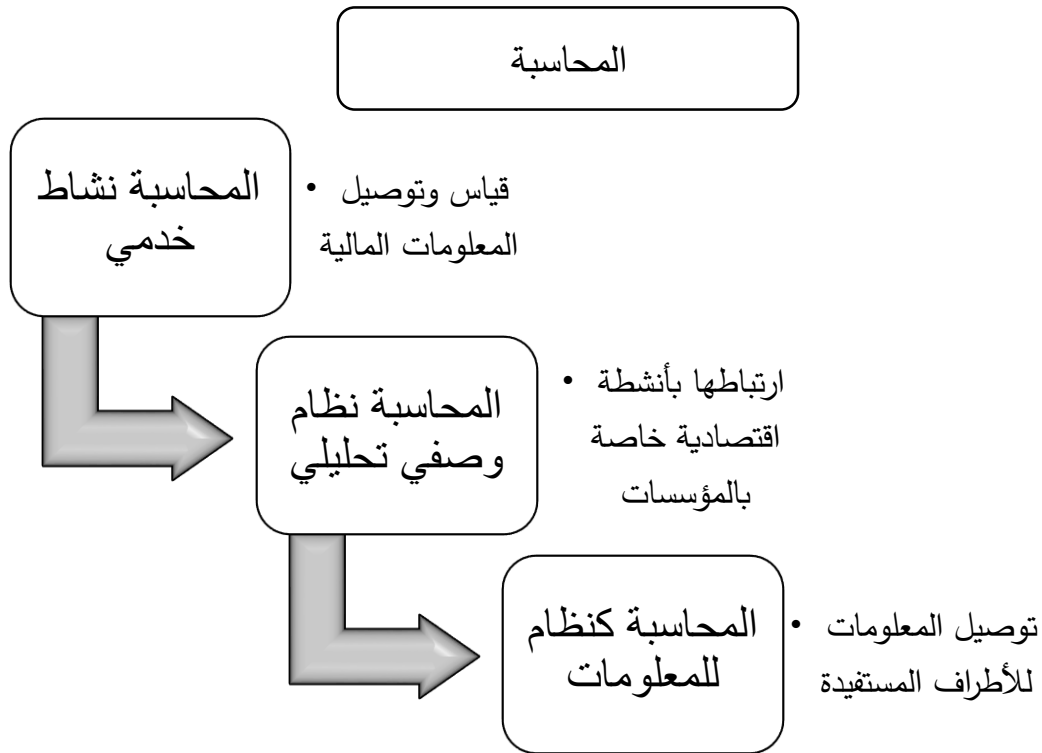 المحاسبة
المحاسبة نشاط
خدمي
• قياس وتوصيل
المعلومات المالية
المحاسبة نظام
وصفي تحليلي
• ارتباطها بأنشطة
اقتصادية خاصة
بالمؤسسات
المحاسبة كنظام
للمعلومات
• توصيل المعلومات
للأطراف المستفيدة